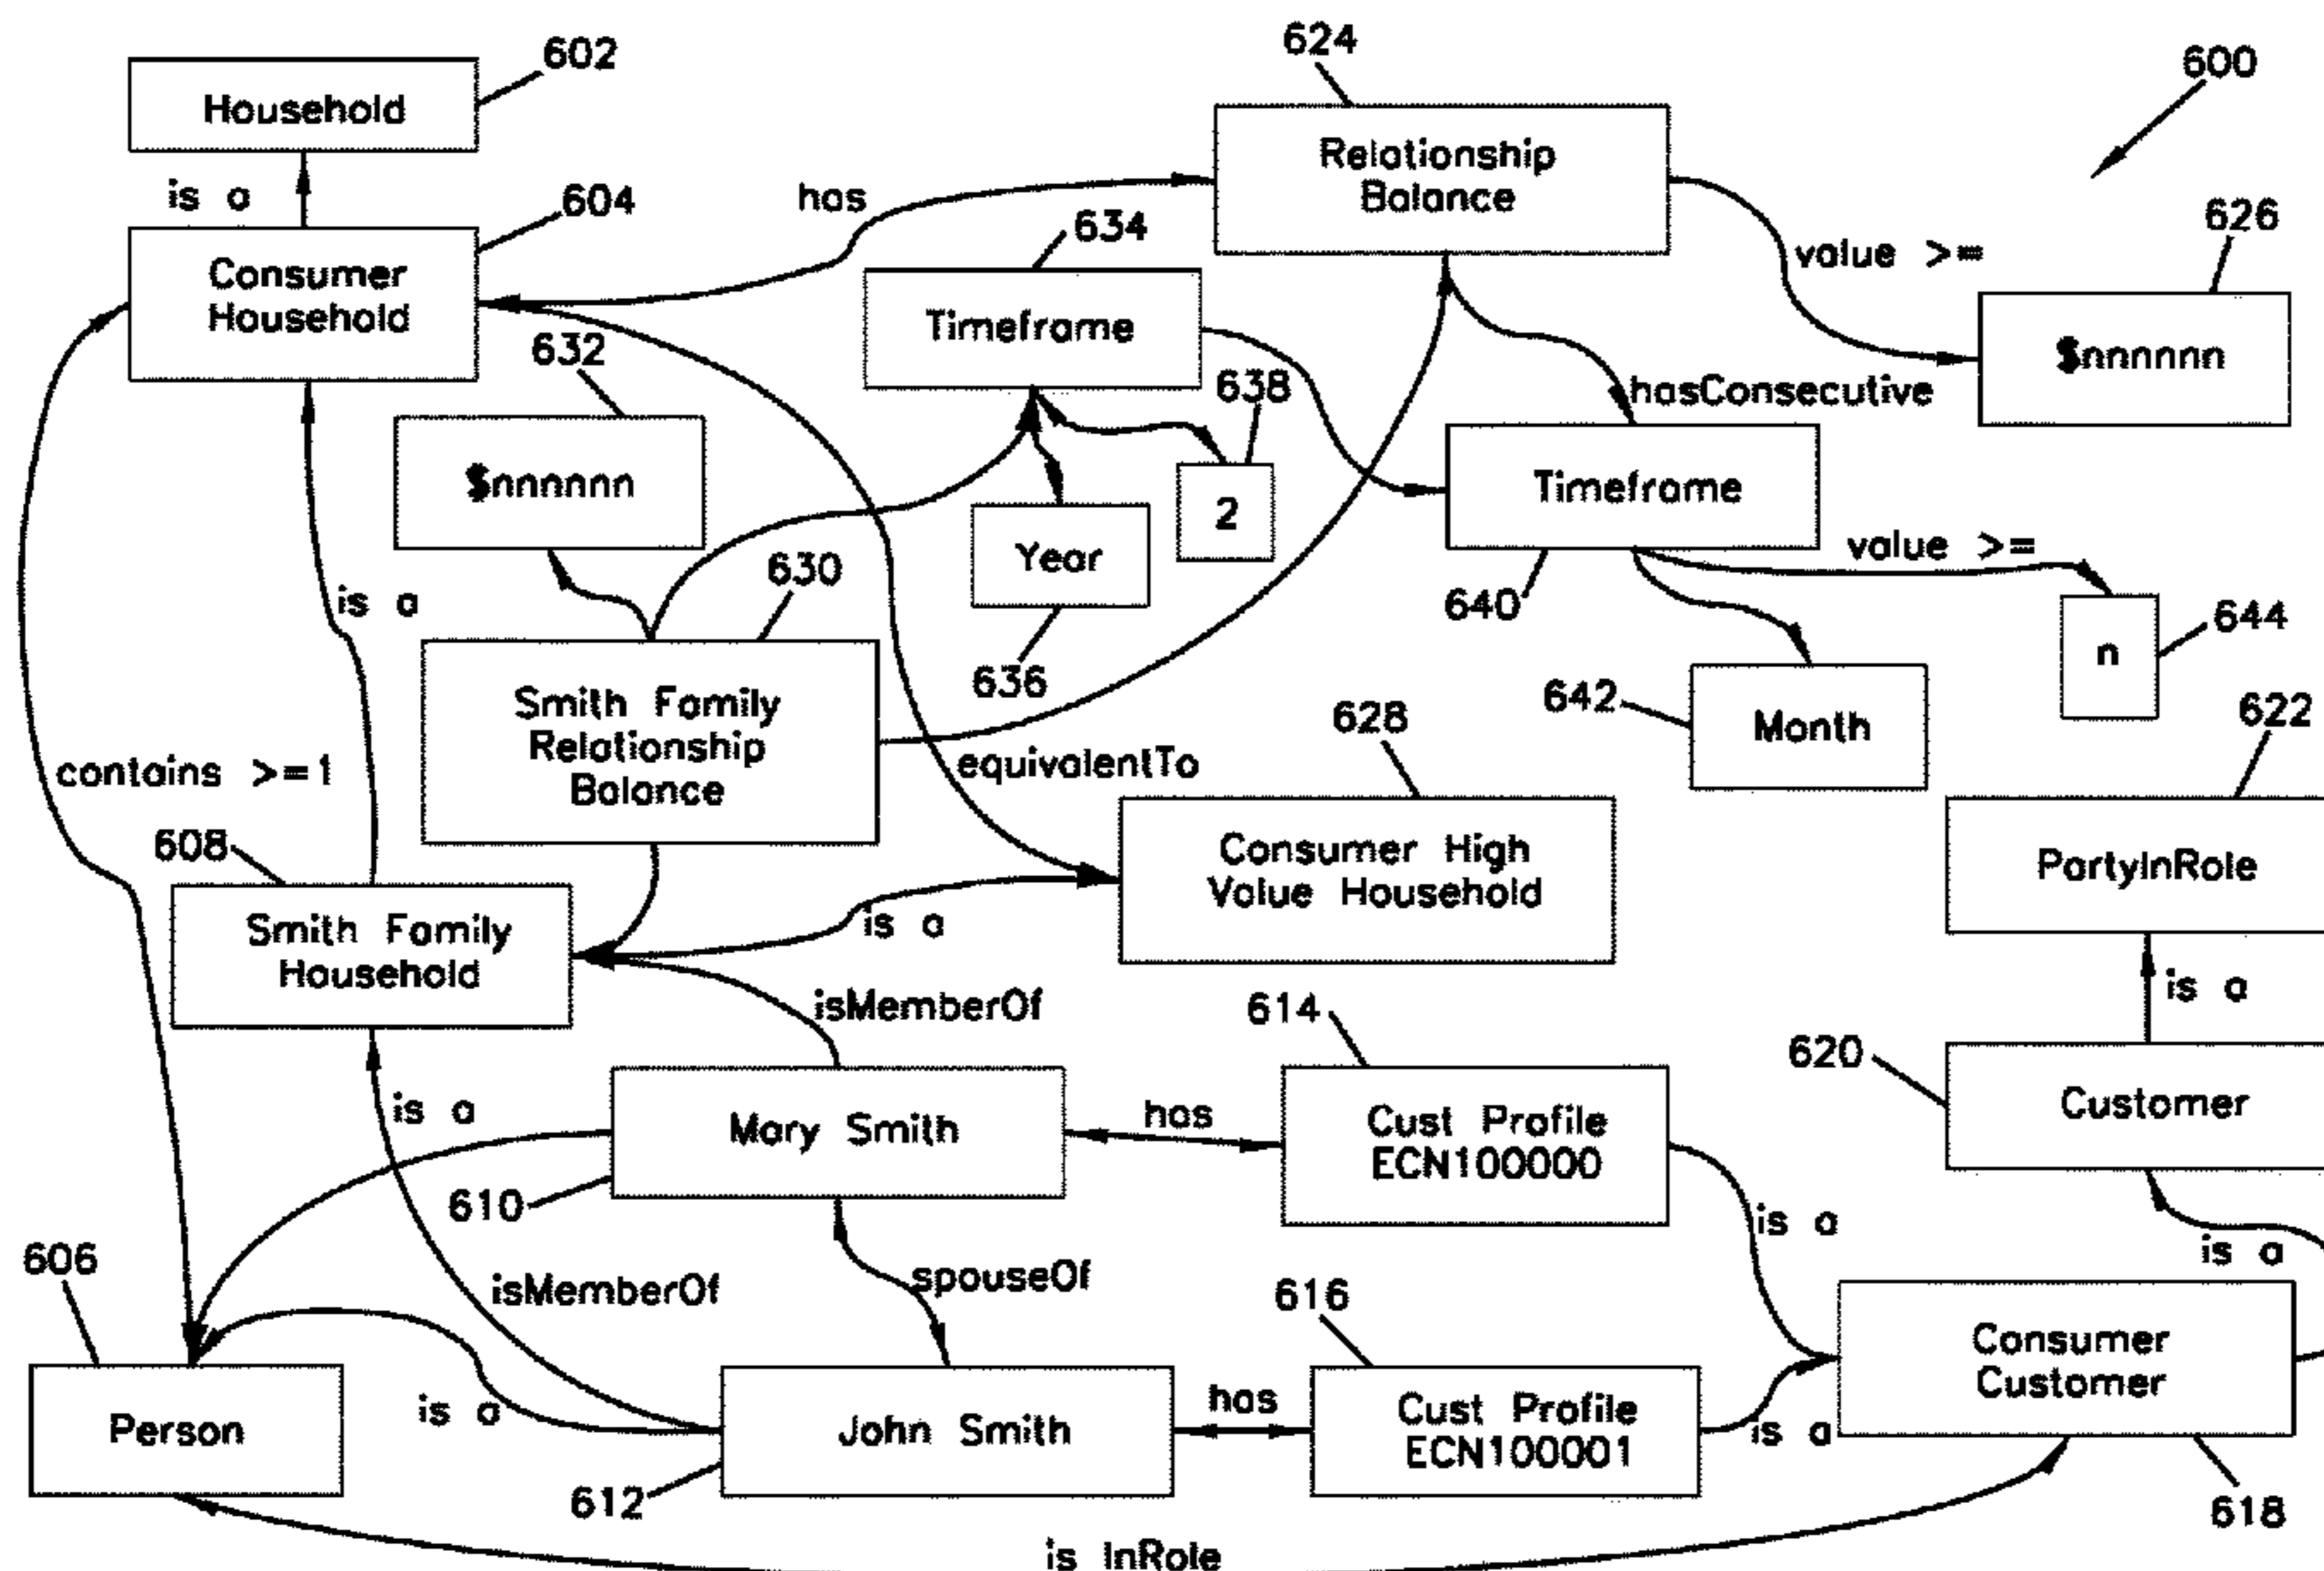 602
624
600
Household
Relationship
Balance
is a
604
has
634
626
value >=
Consumer
Household
632
Timeframe
638
hasConsecutive
$nnnnnn
$nnnnnn
2
Timeframe
Year
value >=
630
640
is a
n
644
636
642
Month
622
Smith Family
Relationship
Balance
628
contains >=1
equivalentTo
608
Consumer High
Value Household
PartyInRole
is a
Smith Family
Household
isMemberOf
614
is a
620
is a
Mary Smith
has
Cust Profile
ECN100000
Customer
610
is a
is a
606
isMemberOf
spouseOf
616
Consumer
Customer
Person
is a
John Smith
has
Cust Profile
ECN100001
is a
612
618
is InRole